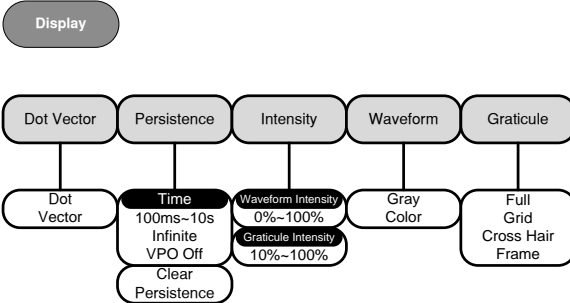 Display
Dot Vector
Persistence
Intensity
Waveform
Graticule
Dot
Vector
Time
100ms~10s
Infinite
VPO Off
Clear
Persistence
Waveform Intensity
0%~100%
Graticule Intensity
10%~100%
Gray
Color
Full
Grid
Cross Hair
Frame